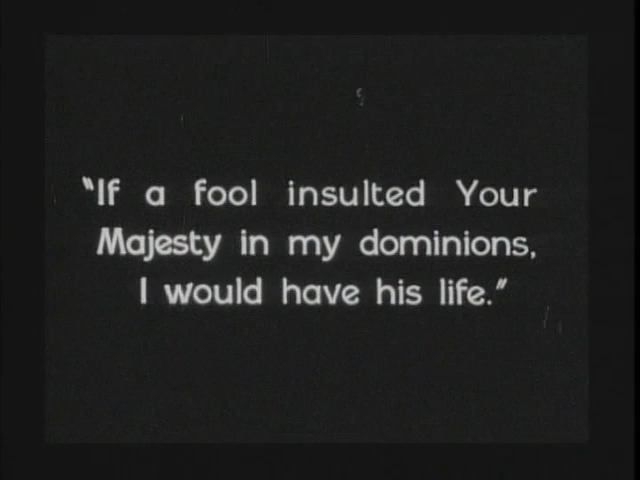 "If a fool insulted Your
Majesty in my dominions,
I would have his life."